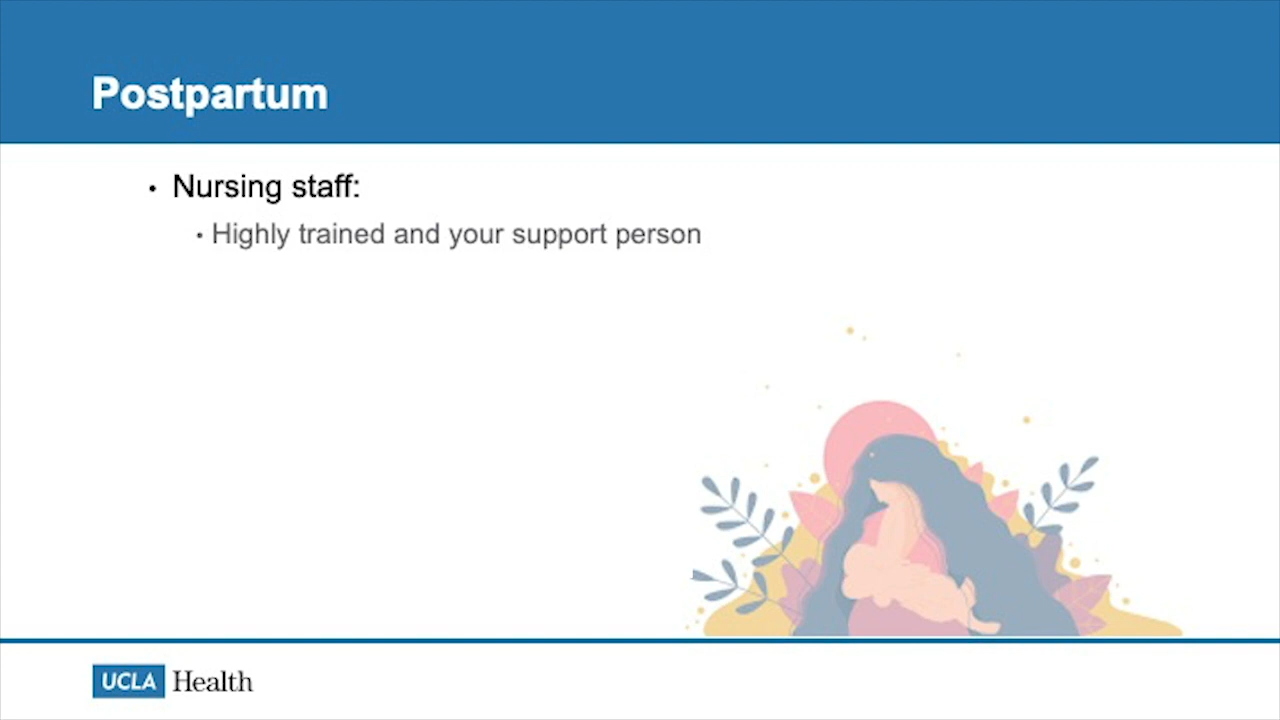 Postpartum
• Nursing staff:
• Highly trained and your support person
UCLA Health